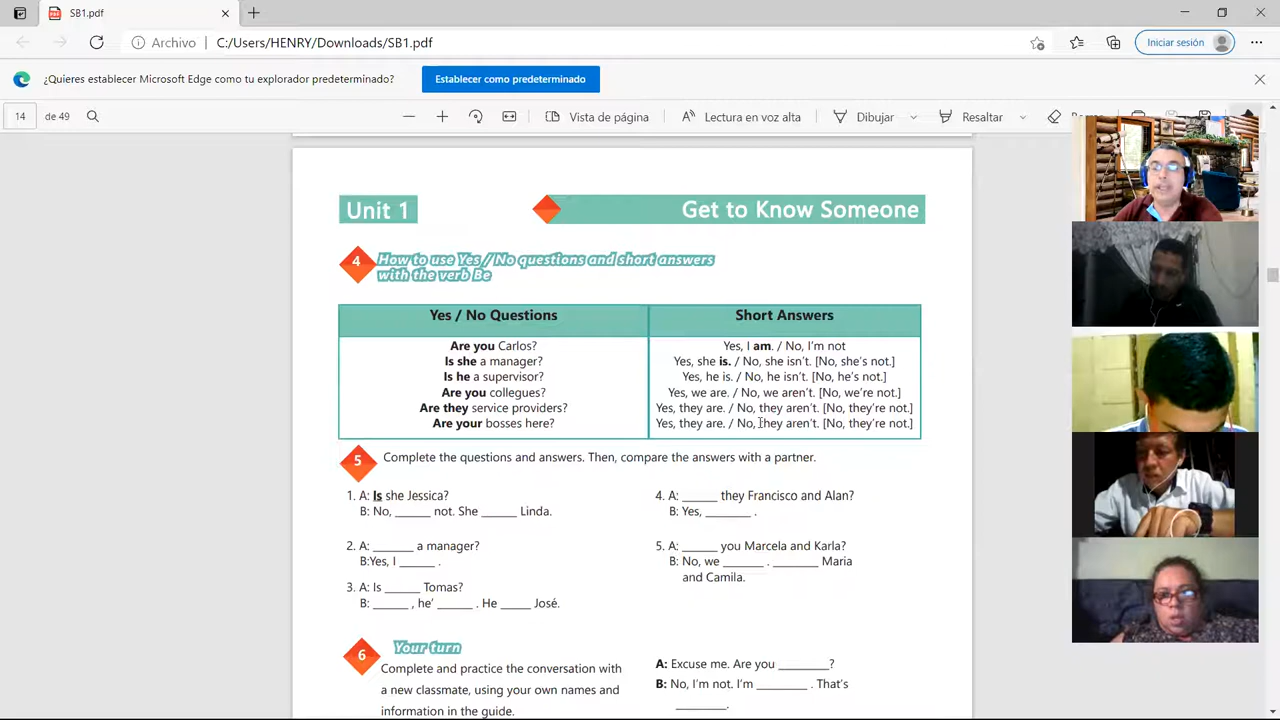 SB1.pdf
Archivo C:/Users/HENRY/Downloads/SB1.pdf Iniciar sesión
¿Quieres establecer Microsoft Edge como tu explorador predeterminado? Establecer como predeterminado
14 de 49 Vista de página Lectura en voz alta Dibujar Resaltar
Unit 1 Get to Know Someone
4 How to use Yes / No questions and short answers
with the verb Be
Yes / No Questions Short Answers
Are you Carlos? Yes, I am. / No, I'm not
Is she a manager? Yes, she is. / No, she isn't. [No, she's not.]
Is he a supervisor? Yes, he is. / No, he isn't. [No, he's not.]
Are you collegues? Yes, we are. / No, we aren't. [No, we're not.]
Are they service providers? Yes, they are. / No, they aren't. [No, they're not.]
Are your bosses here? Yes, they are. / No, they aren't. [No, they're not.]
5 Complete the questions and answers. Then, compare the answers with a partner.
1. A: Is she Jessica?
B: No, ______ not. She ______ Linda.
2. A: _______ a manager?
B:Yes, I ______ .
3. A: Is ______ Tomas?
B: ______ , he' ______ . He _____ José.
4. A: ______ they Francisco and Alan?
B: Yes, ________ .
5. A: ______ you Marcela and Karla?
B: No, we _______ . ________ Maria
and Camila.
6 Your turn
Complete and practice the conversation with
a new classmate, using your own names and
information in the guide.
A: Excuse me. Are you _________?
B: No, I'm not. I'm _________ . That's
_________.